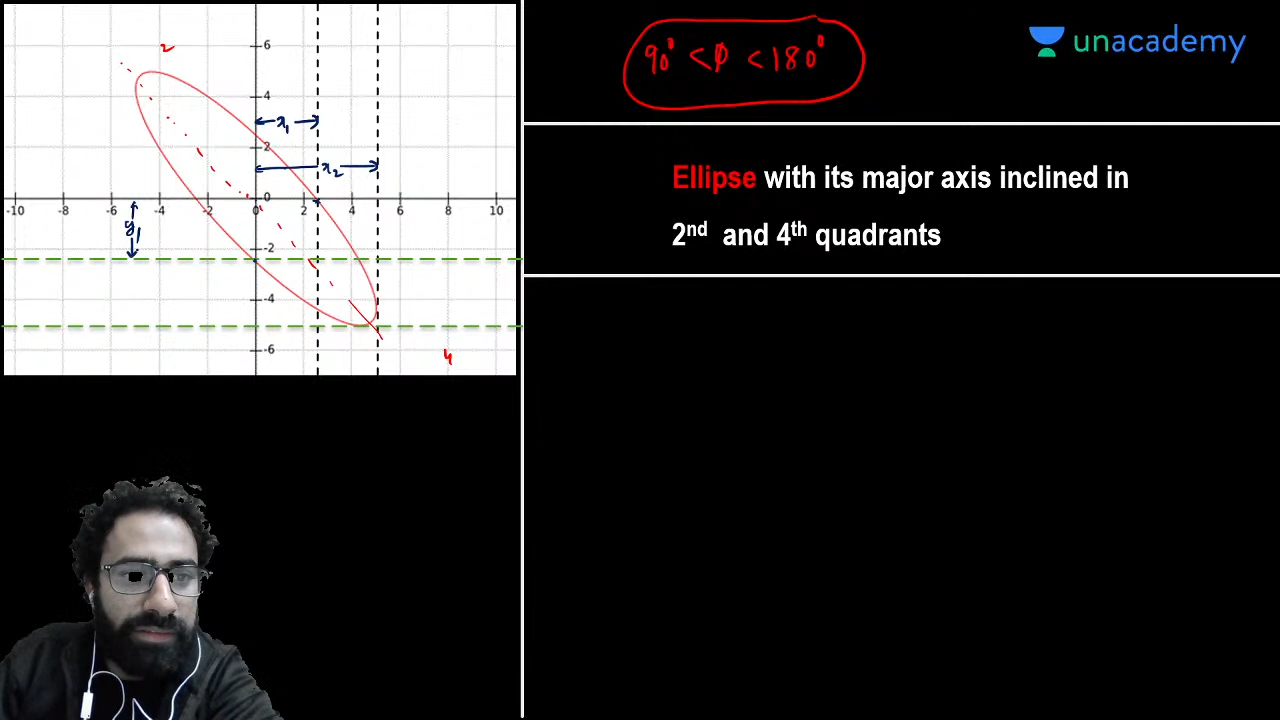 2
6
4
x₁
2
x₂
0
-10 -8 -6 -4 -2 0 2 4 6 8 10
y₁
-2
-4
-6
4
90° < φ < 180°
unacademy
Ellipse with its major axis inclined in
2nd and 4th quadrants